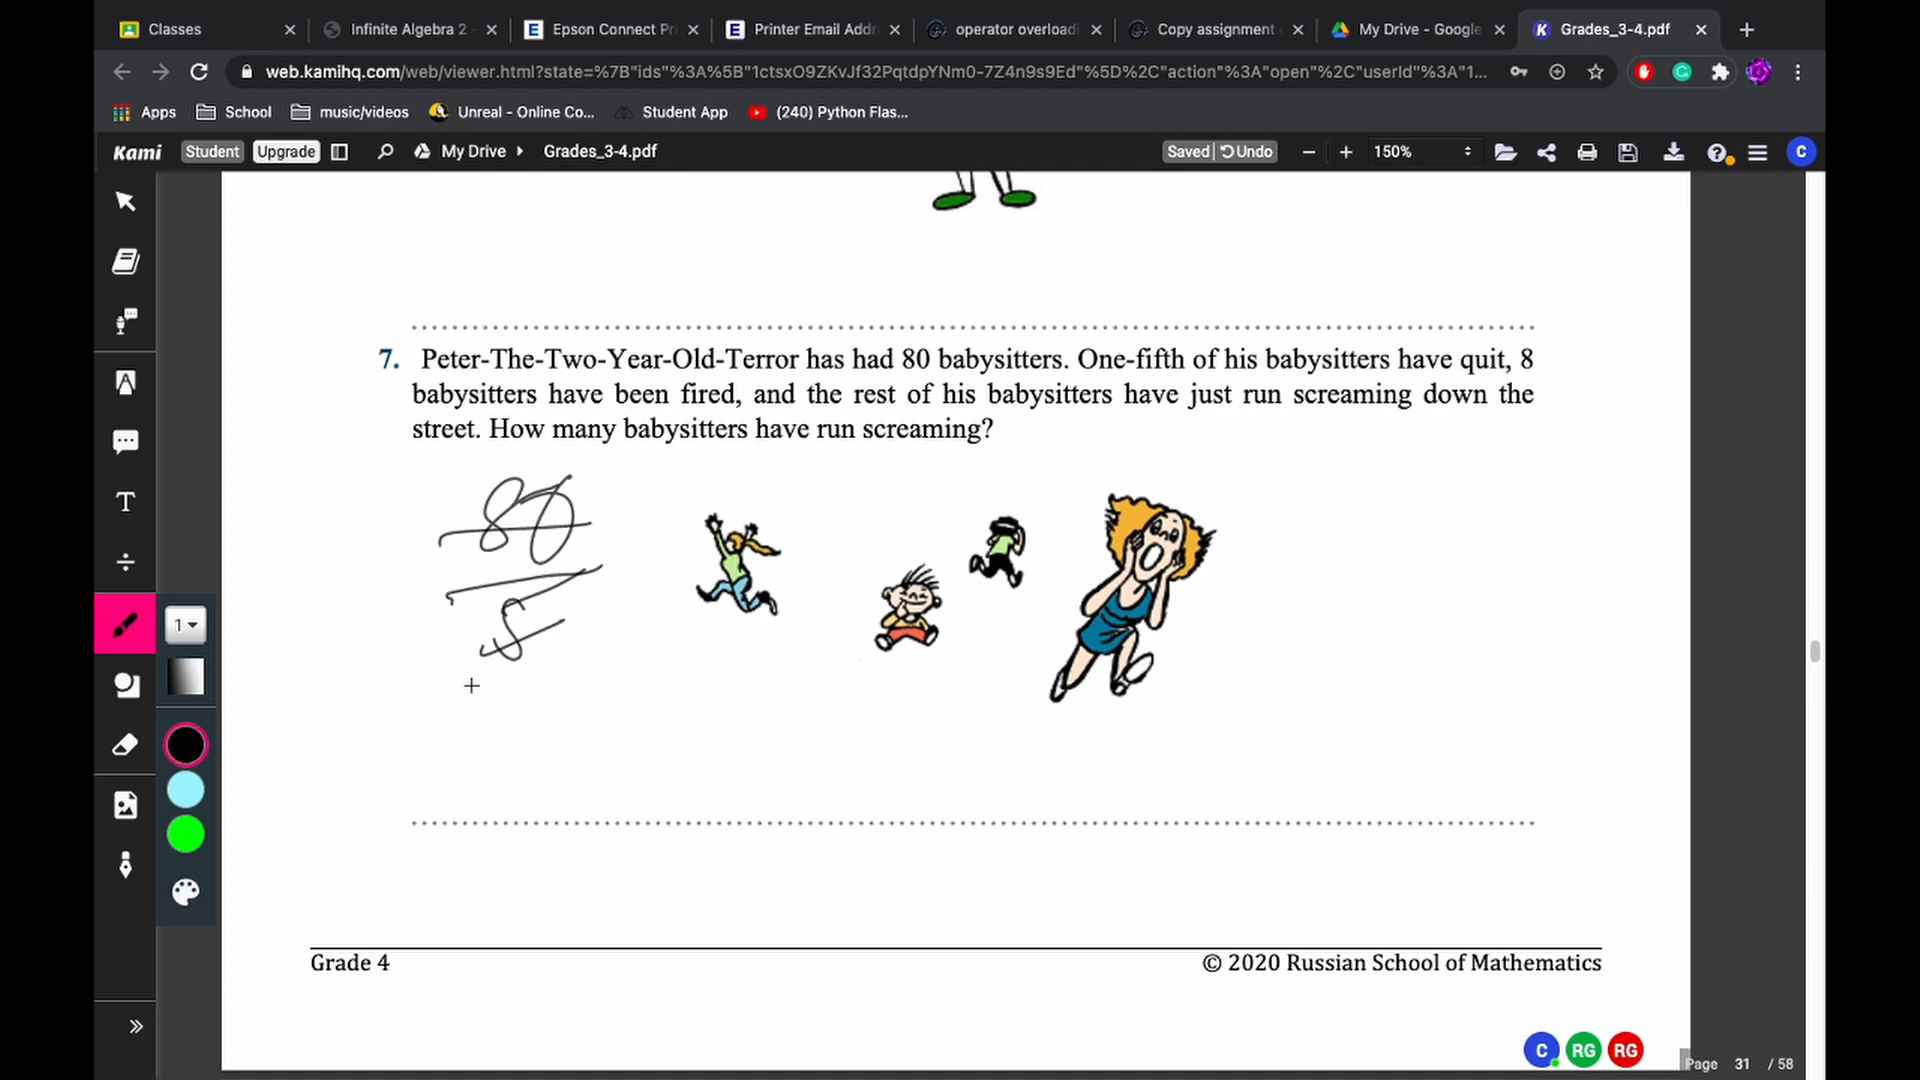 Classes
Infinite Algebra 2 -
Epson Connect Pri
Printer Email Addr
operator overloadi
Copy assignment
My Drive - Google
Grades_3-4.pdf
web.kamihq.com/web/viewer.html?state=%7B"ids"%3A%5B"1ctsxO9ZKvJf32PqtdpYNm0-7Z4n9s9Ed"%5D%2C"action"%3A"open"%2C"userId"%3A"1...
Apps
School
music/videos
Unreal - Online Co...
Student App
(240) Python Flas...
Kami
Student
Upgrade
My Drive
Grades_3-4.pdf
Saved
Undo
150%
C
7. Peter-The-Two-Year-Old-Terror has had 80 babysitters. One-fifth of his babysitters have quit, 8
babysitters have been fired, and the rest of his babysitters have just run screaming down the
street. How many babysitters have run screaming?
80
5
1
Grade 4
© 2020 Russian School of Mathematics
C RG RG
Page 31 / 58